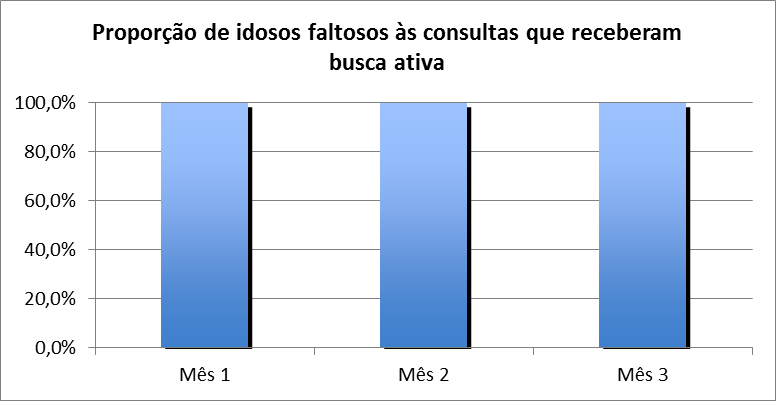 Proporção de idosos faltosos às consultas que receberam
busca ativa
100,0%
80,0%
60,0%
40,0%
20,0%
0,0%
Mês 1
Mês 2
Mês 3